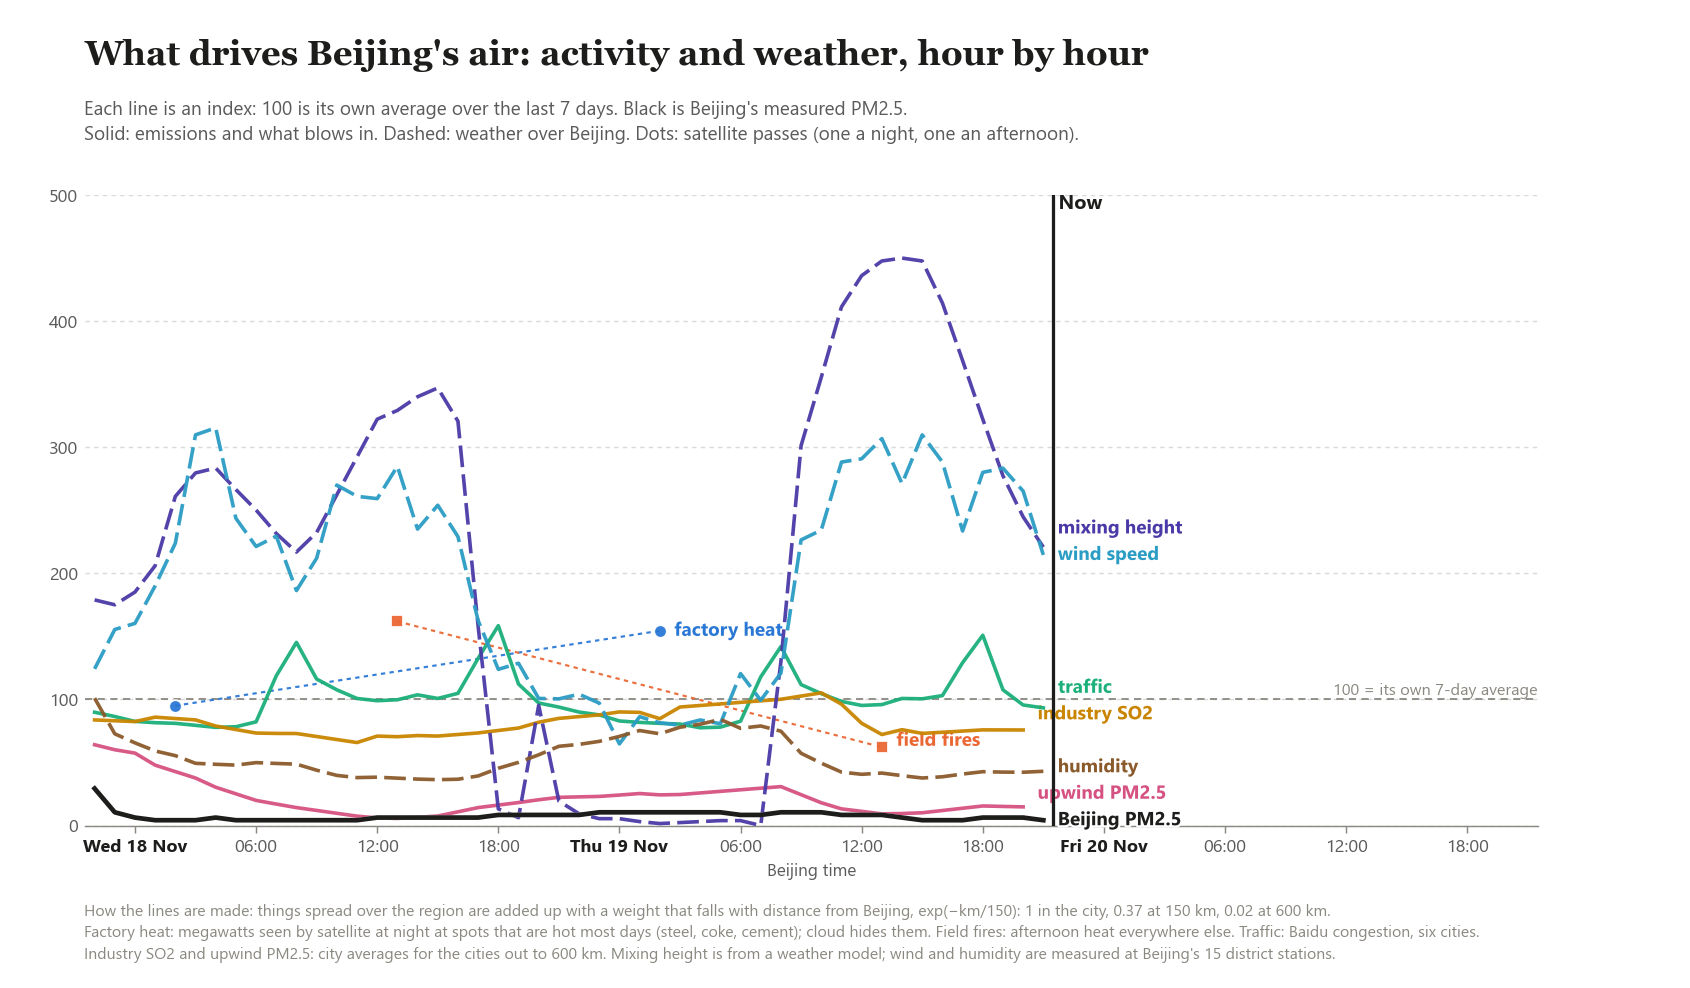 What drives Beijing's air: activity and weather, hour by hour
Each line is an index: 100 is its own average over the last 7 days. Black is Beijing's measured PM2.5.
Solid: emissions and what blows in. Dashed: weather over Beijing. Dots: satellite passes (one a night, one an afternoon).
500
Now
400
300
mixing height
wind speed
200
factory heat
traffic
100 = its own 7-day average
100
industry SO2
field fires
humidity
upwind PM2.5
Beijing PM2.5
0
Wed 18 Nov 06:00 12:00 18:00 Thu 19 Nov 06:00 12:00 18:00 Fri 20 Nov 06:00 12:00 18:00
Beijing time
How the lines are made: things spread over the region are added up with a weight that falls with distance from Beijing, exp(−km/150): 1 in the city, 0.37 at 150 km, 0.02 at 600 km.
Factory heat: megawatts seen by satellite at night at spots that are hot most days (steel, coke, cement); cloud hides them. Field fires: afternoon heat everywhere else. Traffic: Baidu congestion, six cities.
Industry SO2 and upwind PM2.5: city averages for the cities out to 600 km. Mixing height is from a weather model; wind and humidity are measured at Beijing's 15 district stations.